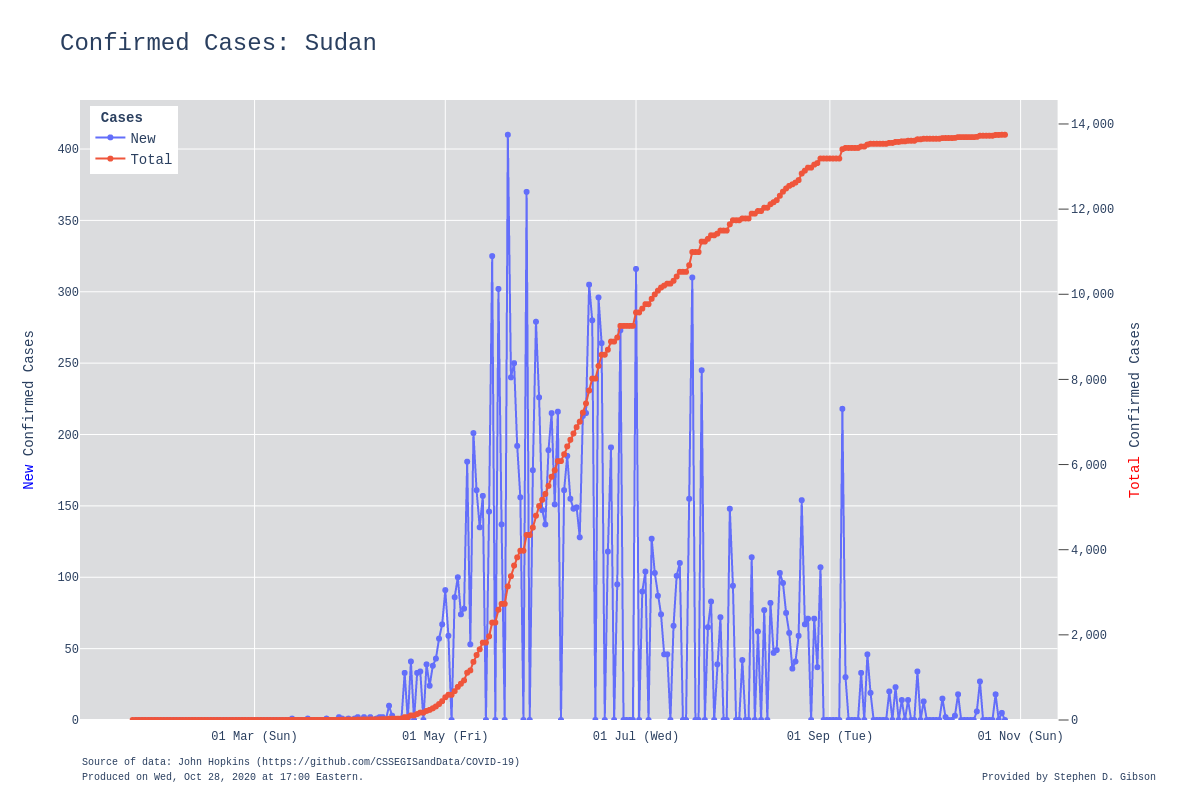 Confirmed Cases: Sudan
Cases
New
Total
400
350
300
250
200
150
100
50
0
New Confirmed Cases
14,000
12,000
10,000
8,000
6,000
4,000
2,000
0
Total Confirmed Cases
01 Mar (Sun)
01 May (Fri)
01 Jul (Wed)
01 Sep (Tue)
01 Nov (Sun)
Source of data: John Hopkins (https://github.com/CSSEGISandData/COVID-19)
Produced on Wed, Oct 28, 2020 at 17:00 Eastern.
Provided by Stephen D. Gibson